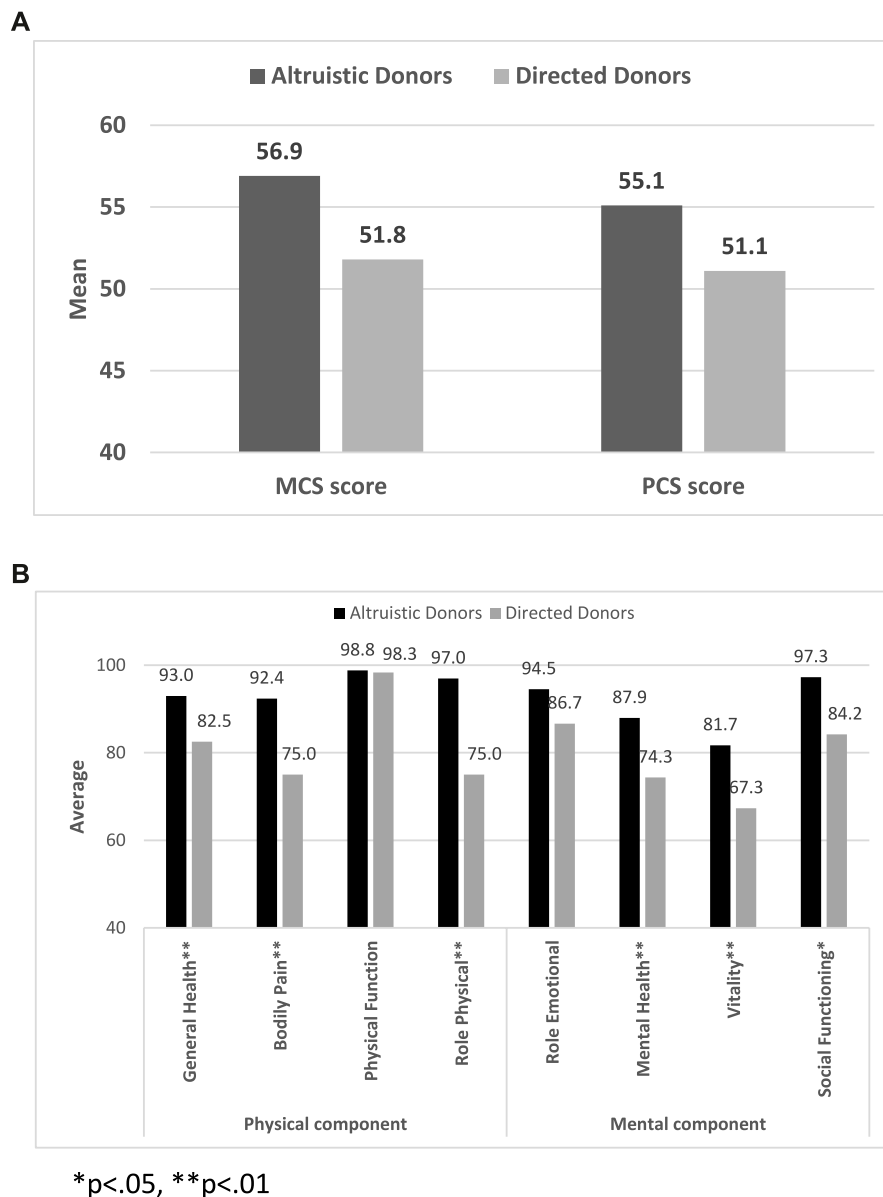 A
Altruistic Donors Directed Donors
60
56.9
55.1
55
51.8
51.1
Mean
50
45
40
MCS score PCS score
B
Altruistic Donors Directed Donors
98.8 98.3 97.0 97.3
100
93.0 92.4 94.5
86.7 87.9
82.5 81.7 84.2
80
75.0 75.0 74.3
67.3
Average
60
40
General Health**
Bodily Pain**
Physical Function
Role Physical**
Role Emotional
Mental Health**
Vitality**
Social Functioning*
Physical component Mental component
*p<.05, **p<.01